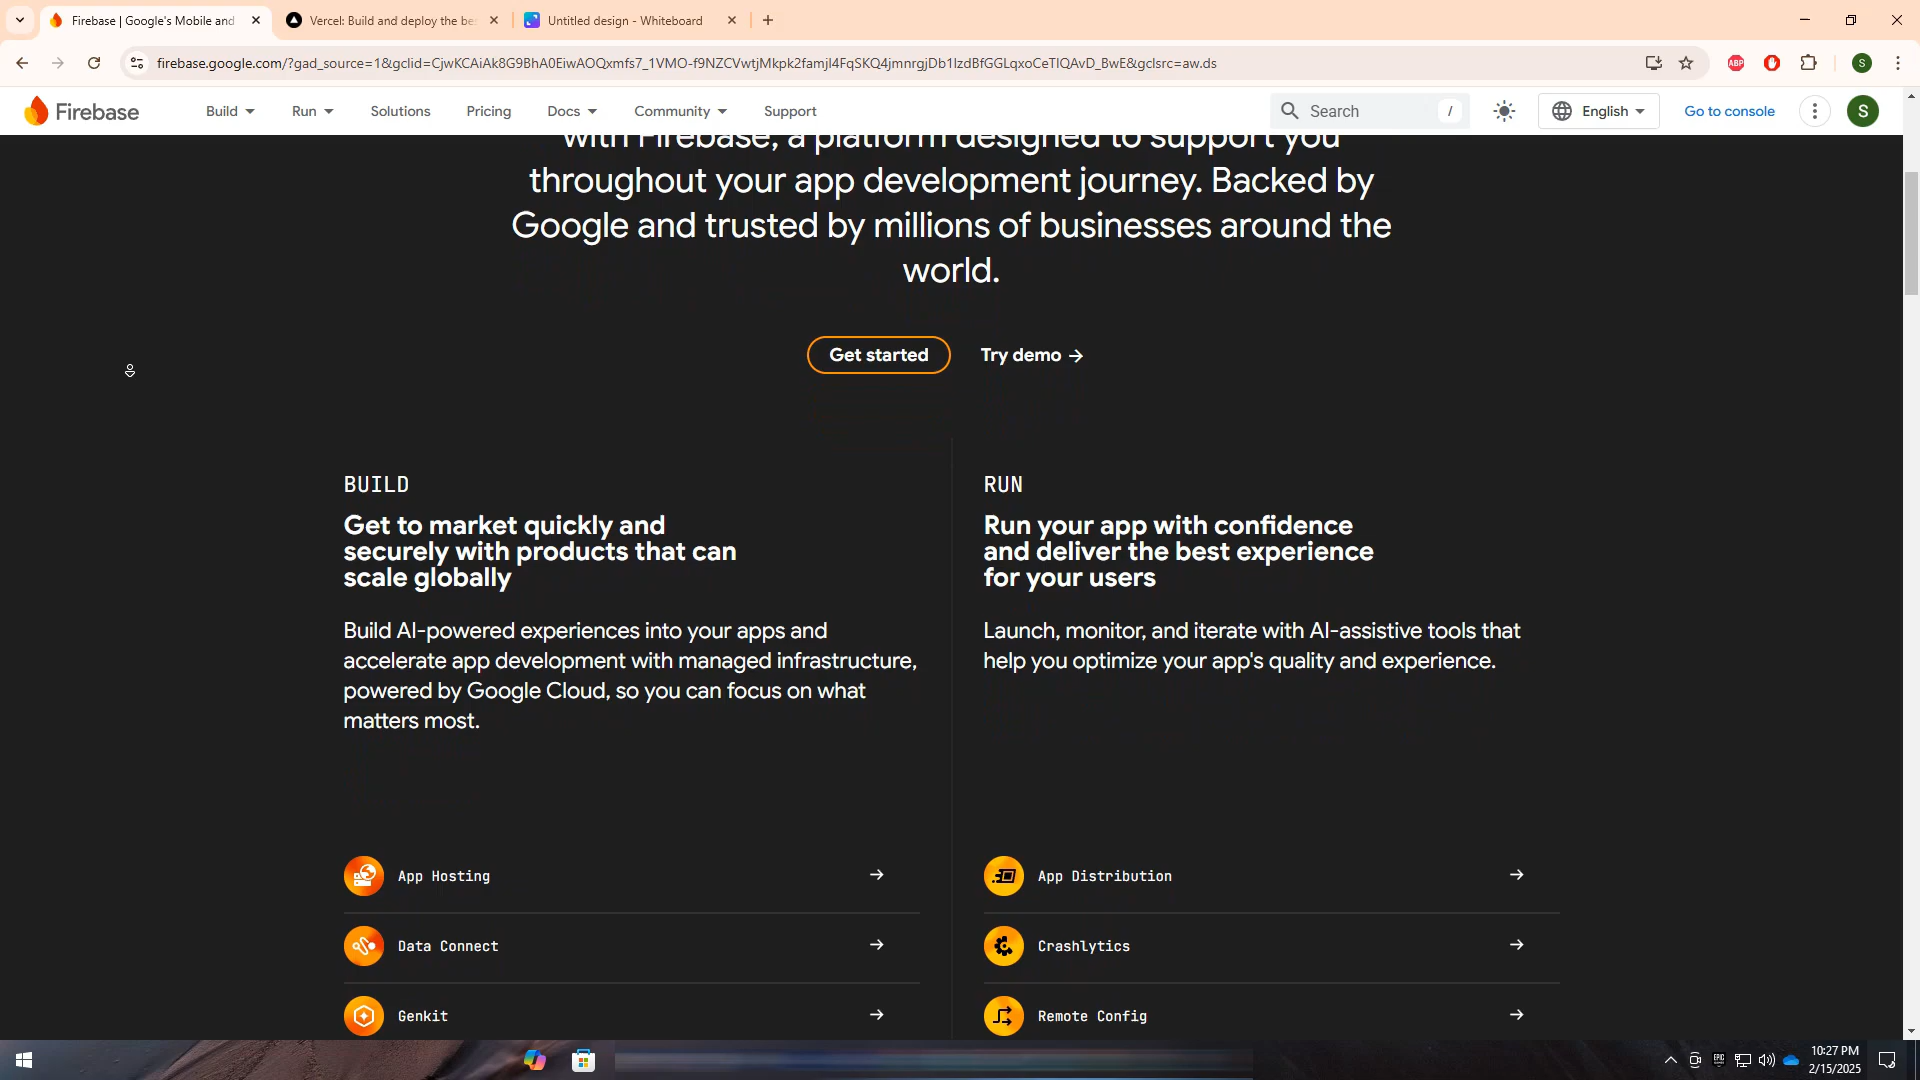 Firebase | Google's Mobile and
Vercel: Build and deploy the be
Untitled design - Whiteboard
firebase.google.com/?gad_source=1&gclid=CjwKCAiAk8G9BhA0EiwAOQxmfs7_1VMO-f9NZCVwtjMkpk2famjI4FqSKQ4jmnrgjDb1IzdBfGGLqxoCeTIQAvD_BwE&gclsrc=aw.ds
ABP
S
Firebase
Build
Run
Solutions
Pricing
Docs
Community
Support
Search
/
English
Go to console
S
with Firebase, a platform designed to support you
throughout your app development journey. Backed by
Google and trusted by millions of businesses around the
world.
Get started
Try demo →
BUILD
Get to market quickly and
securely with products that can
scale globally
Build AI-powered experiences into your apps and
accelerate app development with managed infrastructure,
powered by Google Cloud, so you can focus on what
matters most.
App Hosting
Data Connect
Genkit
RUN
Run your app with confidence
and deliver the best experience
for your users
Launch, monitor, and iterate with AI-assistive tools that
help you optimize your app's quality and experience.
App Distribution
Crashlytics
Remote Config
EPIC
10:27 PM
2/15/2025